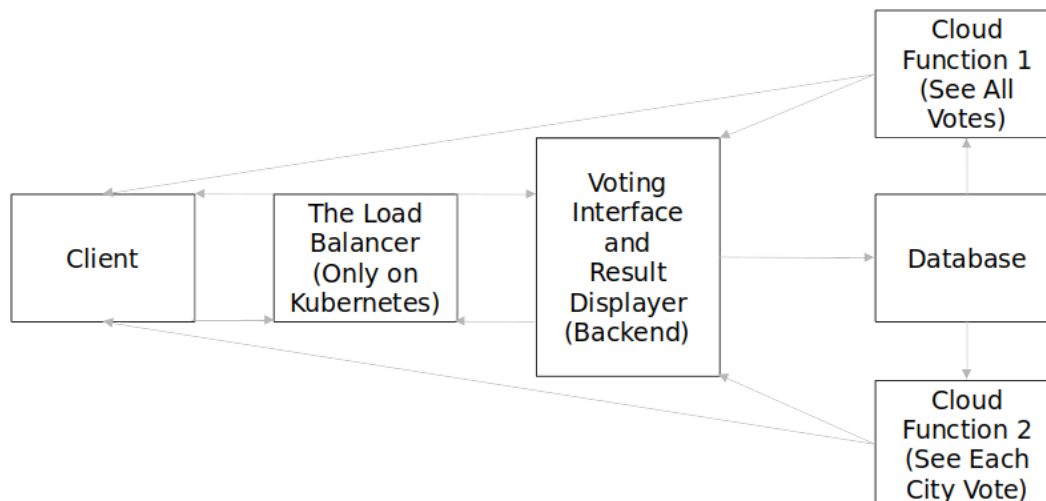 Cloud
Function 1
(See All
Votes)
Client
The Load
Balancer
(Only on
Kubernetes)
Voting
Interface
and
Result
Displayer
(Backend)
Database
Cloud
Function 2
(See Each
City Vote)